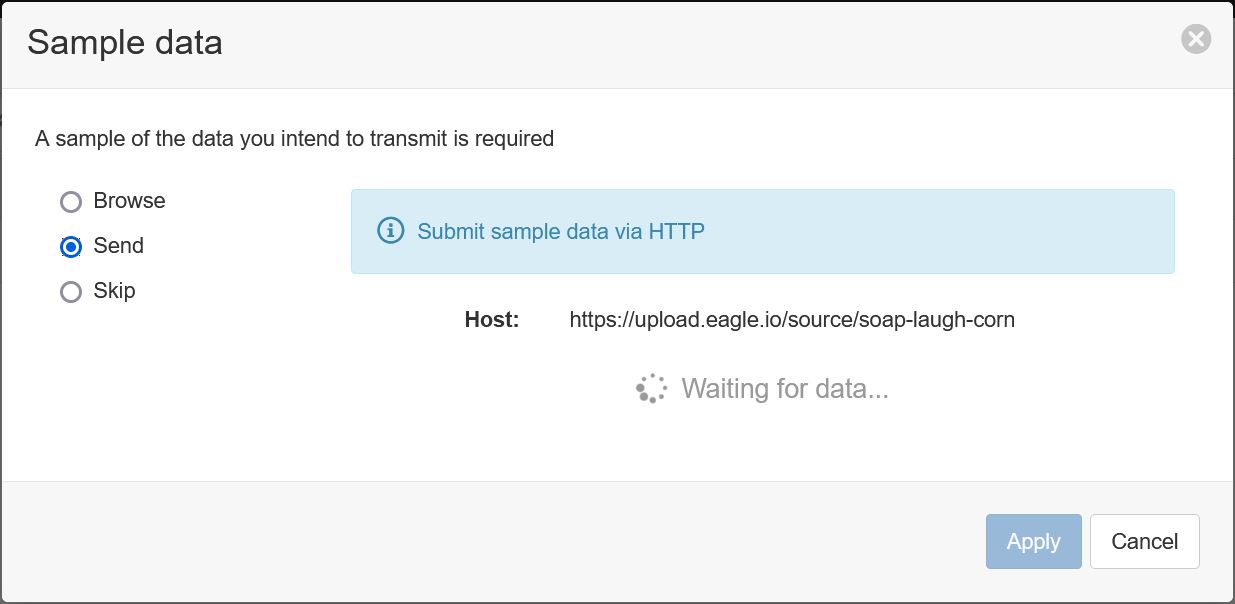 Sample data
A sample of the data you intend to transmit is required
Browse
Send
Skip
Submit sample data via HTTP
Host: https://upload.eagle.io/source/soap-laugh-corn
Waiting for data...
Apply Cancel